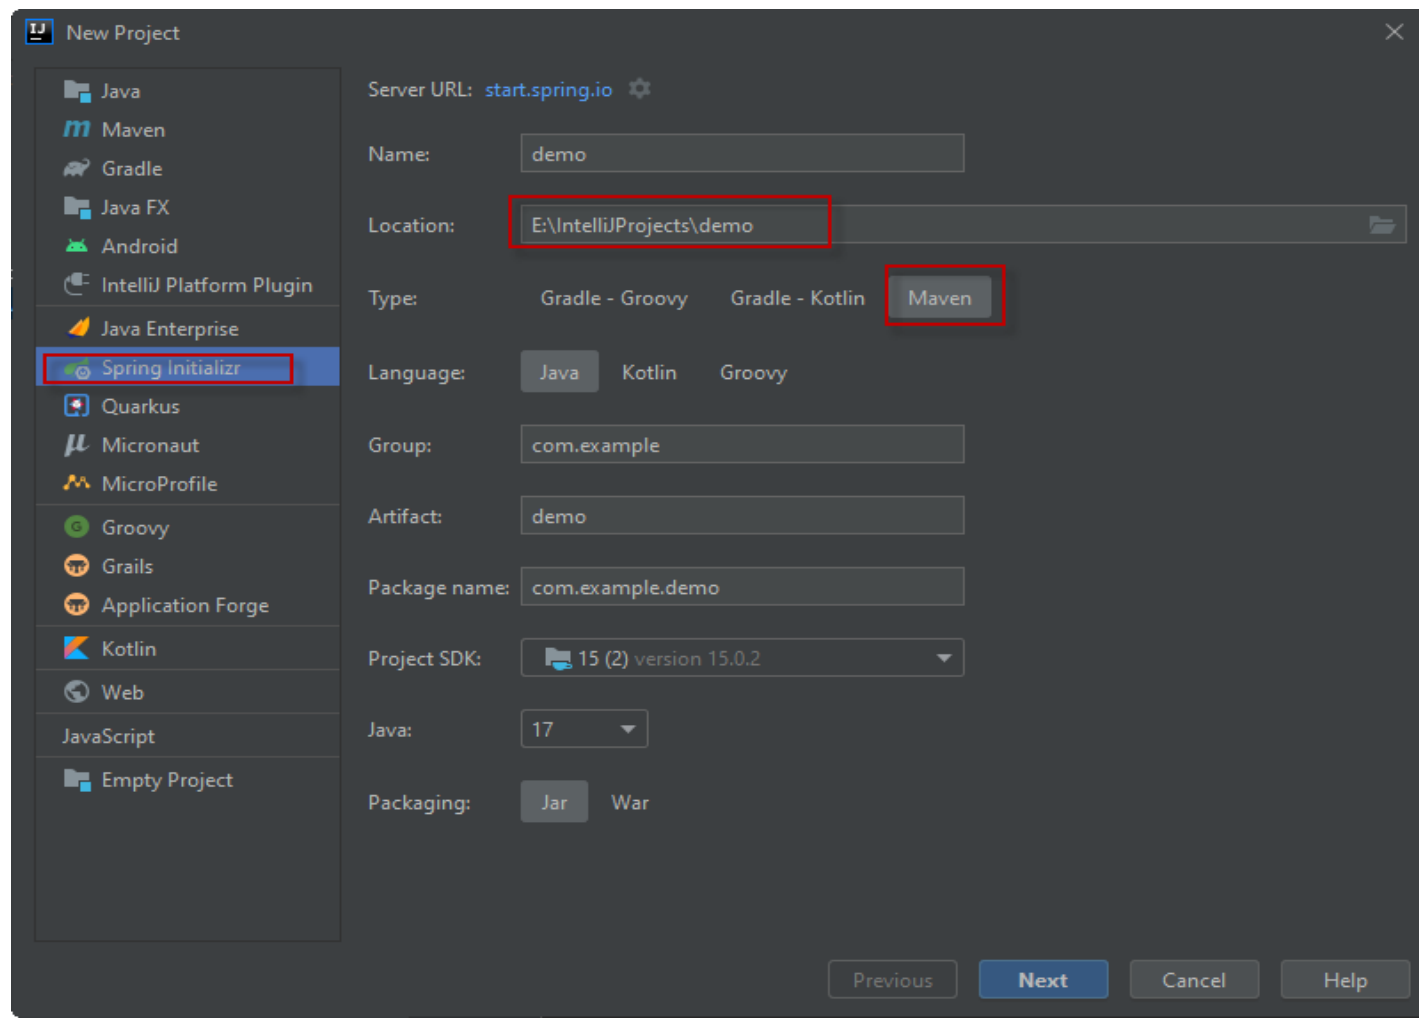 New Project
Java
Maven
Gradle
Java FX
Android
IntelliJ Platform Plugin
Java Enterprise
Spring Initializr
Quarkus
Micronaut
MicroProfile
Groovy
Grails
Application Forge
Kotlin
Web
JavaScript
Empty Project
Server URL: start.spring.io
Name: demo
Location: E:\IntelliJProjects\demo
Type: Gradle - Groovy Gradle - Kotlin Maven
Language: Java Kotlin Groovy
Group: com.example
Artifact: demo
Package name: com.example.demo
Project SDK: 15 (2) version 15.0.2
Java: 17
Packaging: Jar War
Previous Next Cancel Help